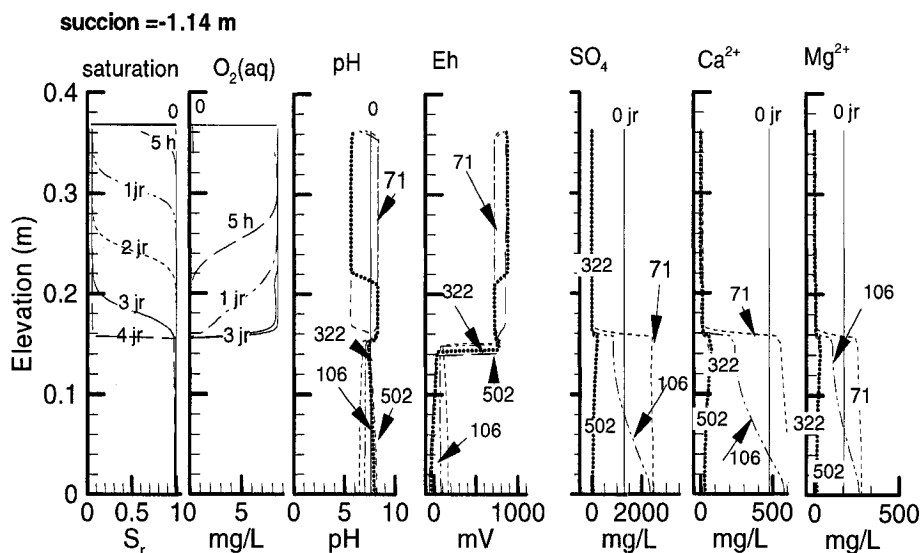 succion =-1.14 m
saturation O₂(aq) pH Eh SO₄ Ca²⁺ Mg²⁺
0.4
0 0 0 0 jr 0 jr 0 jr
5 h
71 71
1 jr
0.3
5 h
2 jr
322 71
322 71 106
0.2
3 jr 1 jr
4 jr 3 jr
322
322
106 502 106 71
0.1
502 322
502 502 106 502
106
Elevation (m)
0
0 0.5 1 0 5 0 5 10 0 1000 0 2000 0 500 0 500
Sᵣ mg/L pH mV mg/L mg/L mg/L